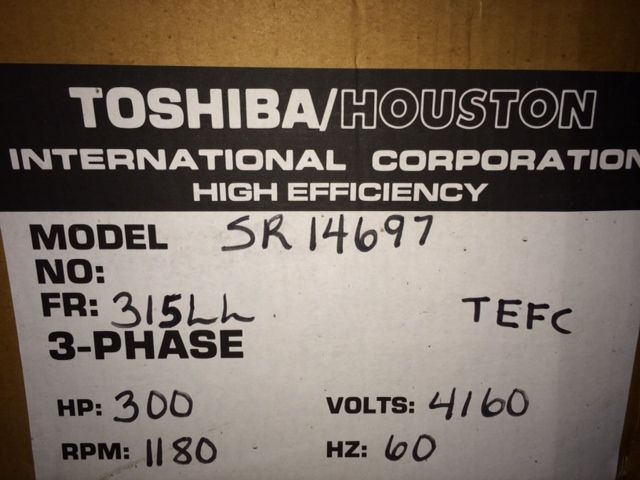 TOSHIBA/HOUSTON
INTERNATIONAL CORPORATION
HIGH EFFICIENCY
MODEL SR14697
NO:
FR: 315LL TEFC
3-PHASE
HP: 300 VOLTS: 4160
RPM: 1180 HZ: 60